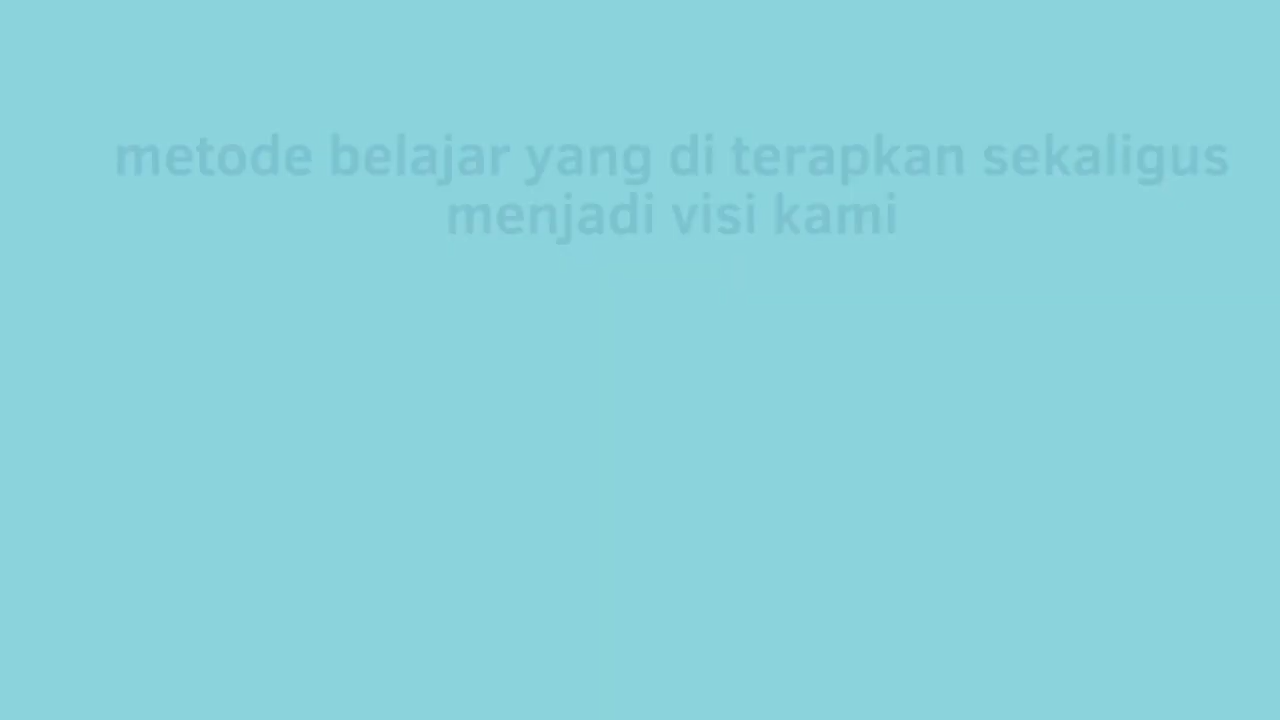 metode belajar yang di terapkan sekaligus
menjadi visi kami